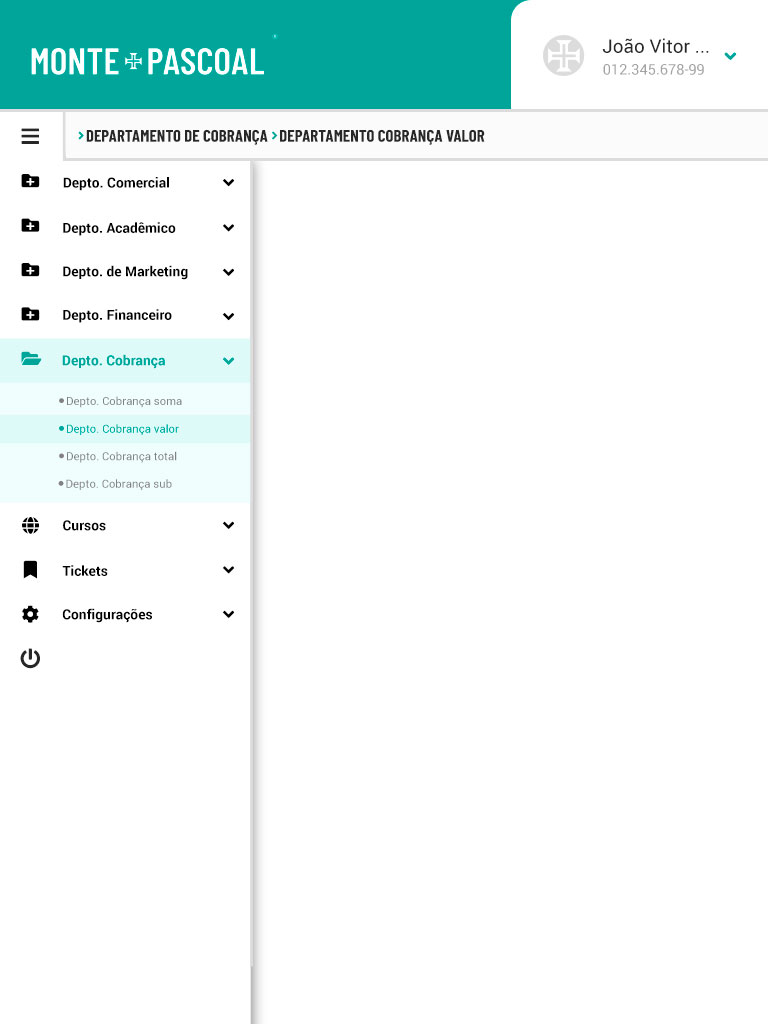 MONTE PASCOAL
João Vitor ...
012.345.678-99
DEPARTAMENTO DE COBRANÇA
DEPARTAMENTO COBRANÇA VALOR
Depto. Comercial
Depto. Acadêmico
Depto. de Marketing
Depto. Financeiro
Depto. Cobrança
Depto. Cobrança soma
Depto. Cobrança valor
Depto. Cobrança total
Depto. Cobrança sub
Cursos
Tickets
Configurações